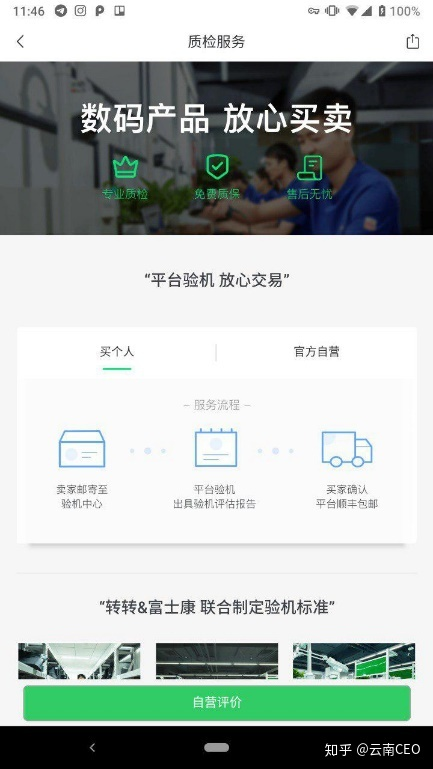 11:46
100%
质检服务
数码产品 放心买卖
专业质检 免费质保 售后无忧
“平台验机 放心交易”
买个人 官方自营
– 服务流程 –
卖家邮寄至
验机中心
平台验机
出具验机评估报告
买家确认
平台顺丰包邮
“转转&富士康 联合制定验机标准”
自营评价
知乎 @云南CEO